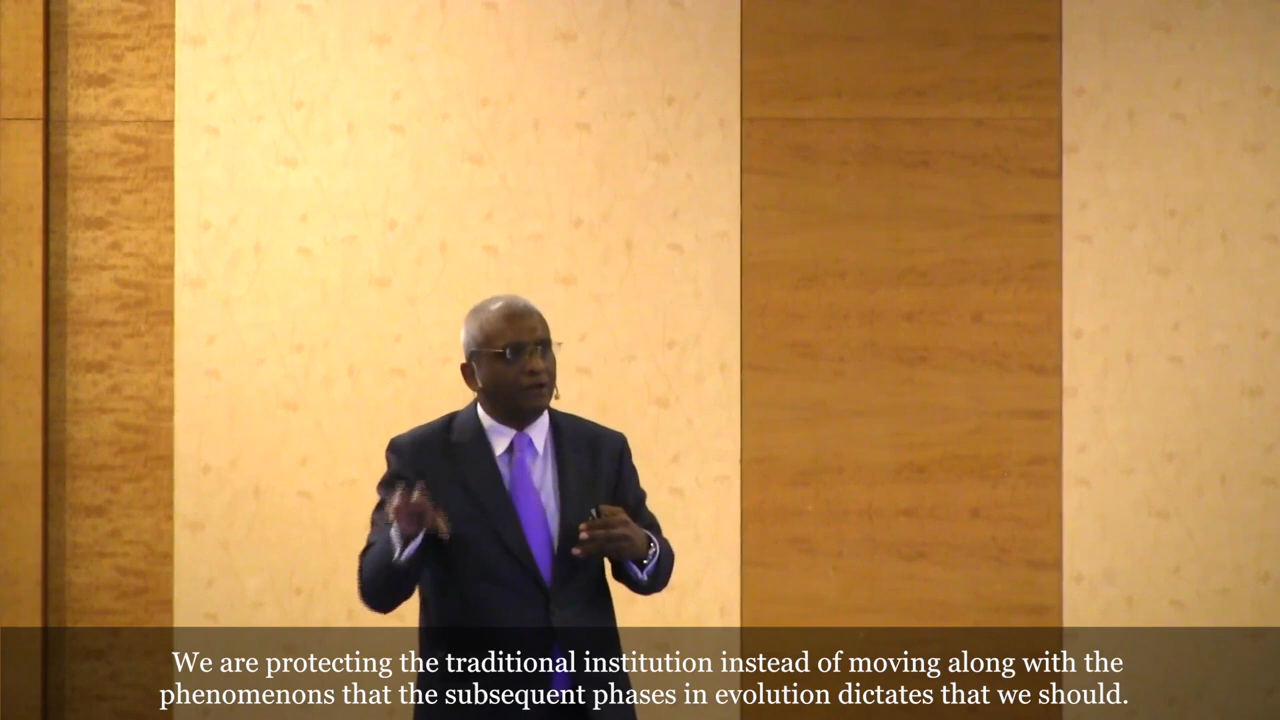 We are protecting the traditional institution instead of moving along with the
phenomenons that the subsequent phases in evolution dictates that we should.